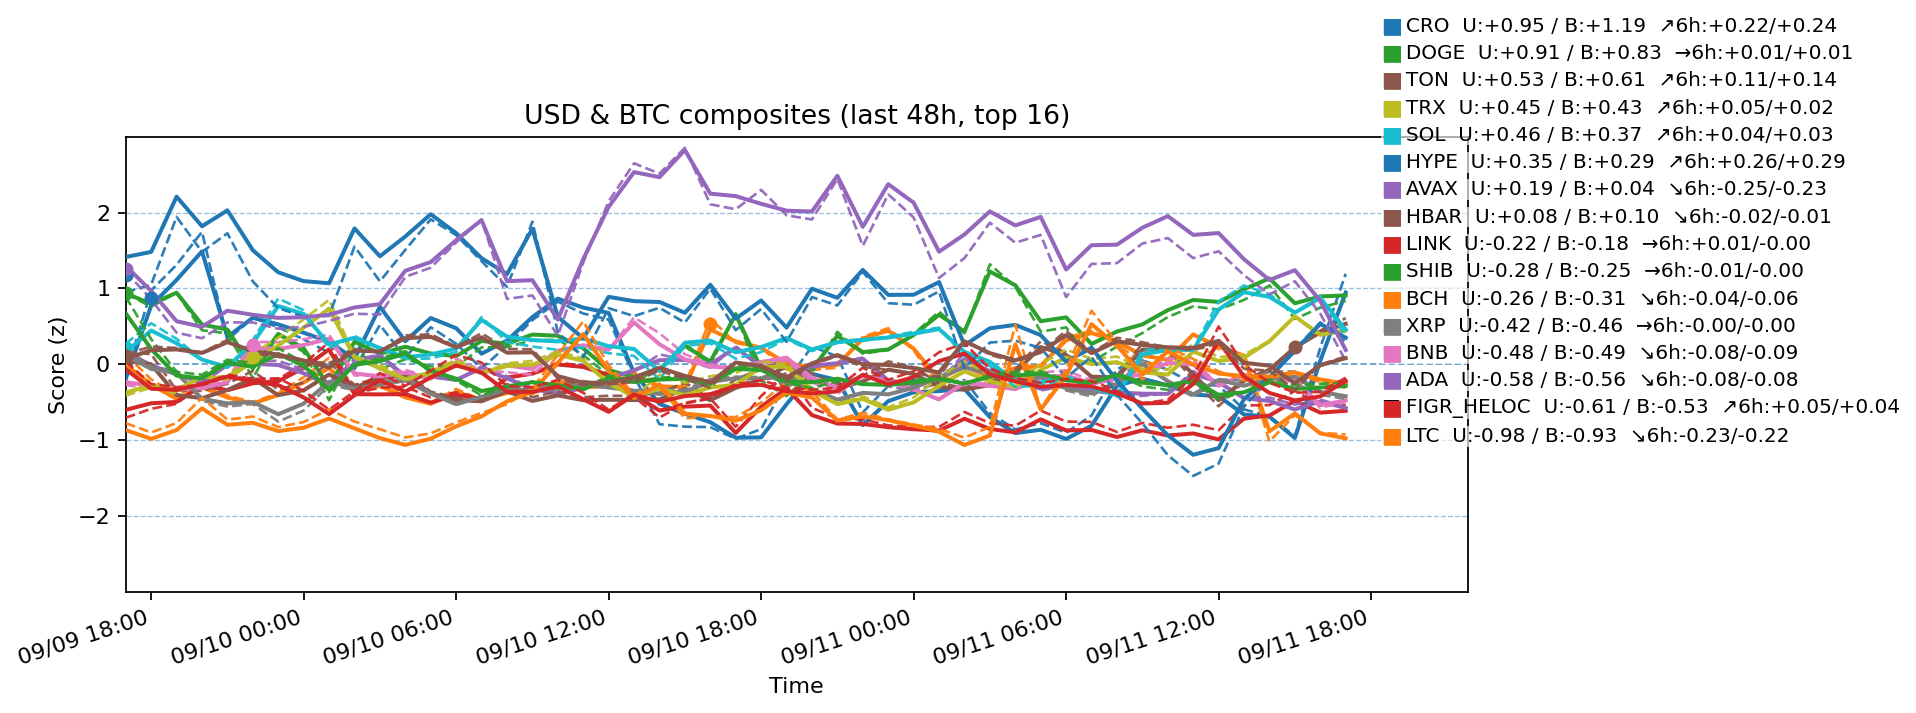 CRO U:+0.95 / B:+1.19 ↗6h:+0.22/+0.24
DOGE U:+0.91 / B:+0.83 →6h:+0.01/+0.01
TON U:+0.53 / B:+0.61 ↗6h:+0.11/+0.14
TRX U:+0.45 / B:+0.43 ↗6h:+0.05/+0.02
SOL U:+0.46 / B:+0.37 ↗6h:+0.04/+0.03
HYPE U:+0.35 / B:+0.29 ↗6h:+0.26/+0.29
AVAX U:+0.19 / B:+0.04 ↘6h:-0.25/-0.23
HBAR U:+0.08 / B:+0.10 ↘6h:-0.02/-0.01
LINK U:-0.22 / B:-0.18 →6h:+0.01/-0.00
SHIB U:-0.28 / B:-0.25 →6h:-0.01/-0.00
BCH U:-0.26 / B:-0.31 ↘6h:-0.04/-0.06
XRP U:-0.42 / B:-0.46 →6h:-0.00/-0.00
BNB U:-0.48 / B:-0.49 ↘6h:-0.08/-0.09
ADA U:-0.58 / B:-0.56 ↘6h:-0.08/-0.08
FIGR_HELOC U:-0.61 / B:-0.53 ↗6h:+0.05/+0.04
LTC U:-0.98 / B:-0.93 ↘6h:-0.23/-0.22
USD & BTC composites (last 48h, top 16)
Score (z)
2
1
0
−1
−2
09/09 18:00
09/10 00:00
09/10 06:00
09/10 12:00
09/10 18:00
09/11 00:00
09/11 06:00
09/11 12:00
09/11 18:00
Time